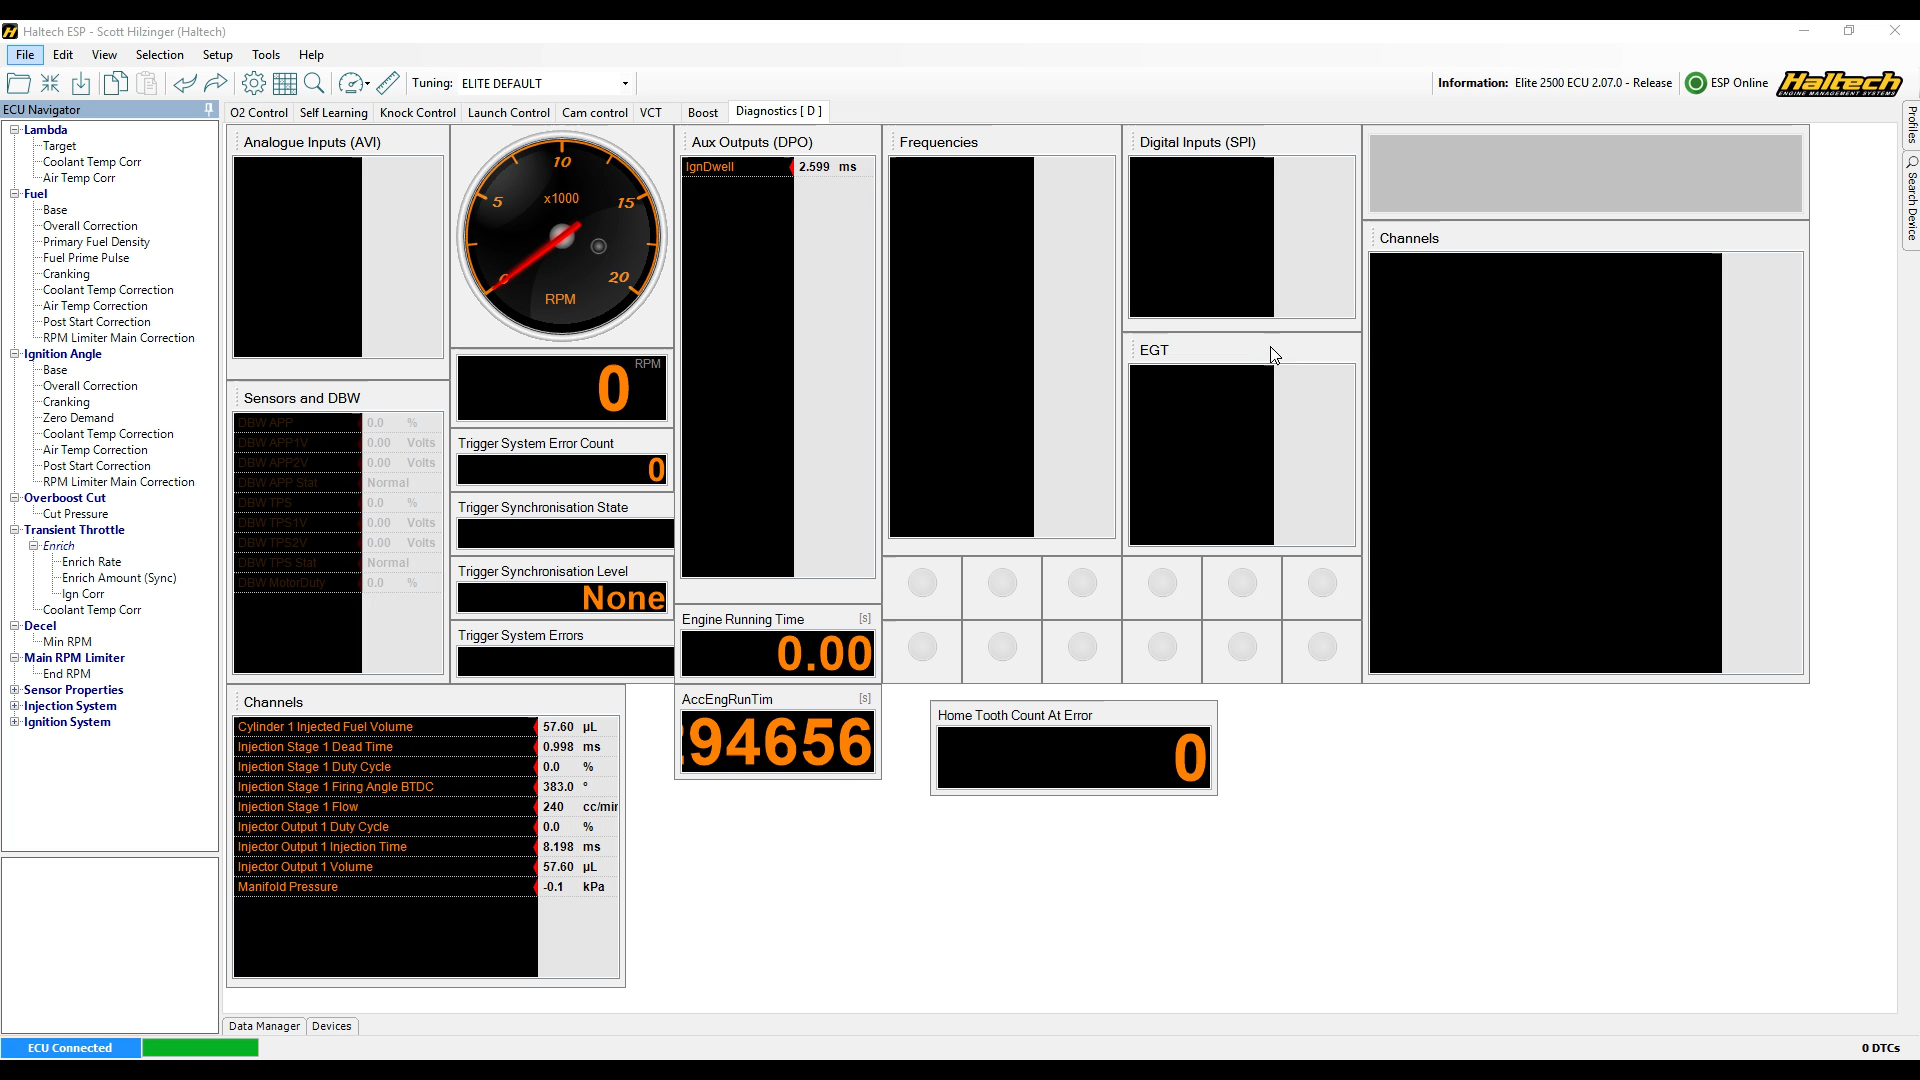 Haltech ESP - Scott Hilzinger (Haltech)
File Edit View Selection Setup Tools Help
Tuning: ELITE DEFAULT
Information: Elite 2500 ECU 2.07.0 - Release
ESP Online
Haltech
ENGINE MANAGEMENT SYSTEMS
ECU Navigator
Lambda
Target
Coolant Temp Corr
Air Temp Corr
Fuel
Base
Overall Correction
Primary Fuel Density
Fuel Prime Pulse
Cranking
Coolant Temp Correction
Air Temp Correction
Post Start Correction
RPM Limiter Main Correction
Ignition Angle
Base
Overall Correction
Cranking
Zero Demand
Coolant Temp Correction
Air Temp Correction
Post Start Correction
RPM Limiter Main Correction
Overboost Cut
Cut Pressure
Transient Throttle
Enrich
Enrich Rate
Enrich Amount (Sync)
Ign Corr
Coolant Temp Corr
Decel
Min RPM
Main RPM Limiter
End RPM
Sensor Properties
Injection System
Ignition System
O2 Control Self Learning Knock Control Launch Control Cam control VCT Boost Diagnostics [ D ]
Analogue Inputs (AVI)
Sensors and DBW
DBW APP 0.0 %
DBW APP1V 0.00 Volts
DBW APP2V 0.00 Volts
DBW APP Stat Normal
DBW TPS 0.0 %
DBW TPS1V 0.00 Volts
DBW TPS2V 0.00 Volts
DBW TPS Stat Normal
DBW MotorDuty 0.0 %
0 5 10 15 20
x1000
RPM
RPM
0
Trigger System Error Count
0
Trigger Synchronisation State
Trigger Synchronisation Level
None
Trigger System Errors
Aux Outputs (DPO)
IgnDwell 2.599 ms
Engine Running Time [s]
0.00
AccEngRunTim [s]
94656
Frequencies
Digital Inputs (SPI)
EGT
Channels
Channels
Cylinder 1 Injected Fuel Volume 57.60 µL
Injection Stage 1 Dead Time 0.998 ms
Injection Stage 1 Duty Cycle 0.0 %
Injection Stage 1 Firing Angle BTDC 383.0 °
Injection Stage 1 Flow 240 cc/min
Injector Output 1 Duty Cycle 0.0 %
Injector Output 1 Injection Time 8.198 ms
Injector Output 1 Volume 57.60 µL
Manifold Pressure -0.1 kPa
Home Tooth Count At Error
0
Profiles
Search Device
Data Manager Devices
ECU Connected
0 DTCs